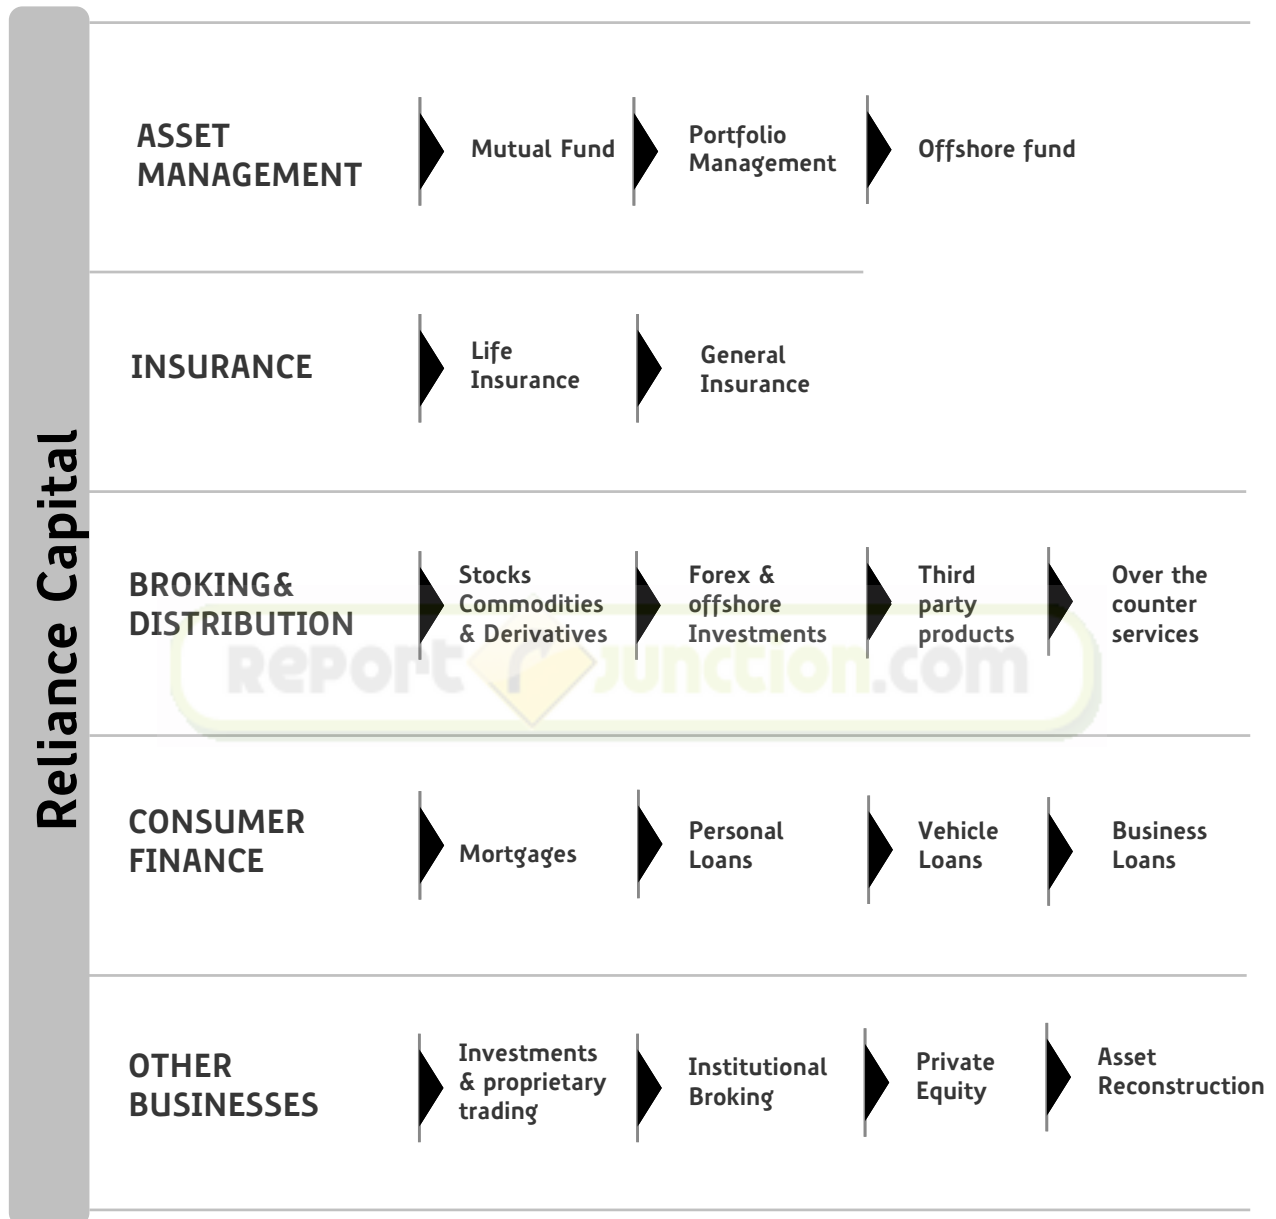 Reliance Capital
ASSET
MANAGEMENT
Mutual Fund
Portfolio
Management
Offshore fund
INSURANCE
Life
Insurance
General
Insurance
BROKING&
DISTRIBUTION
Stocks
Commodities
& Derivatives
Forex &
offshore
Investments
Third
party
products
Over the
counter
services
RepORt r junction.com
CONSUMER
FINANCE
Mortgages
Personal
Loans
Vehicle
Loans
Business
Loans
OTHER
BUSINESSES
Investments
& proprietary
trading
Institutional
Broking
Private
Equity
Asset
Reconstruction